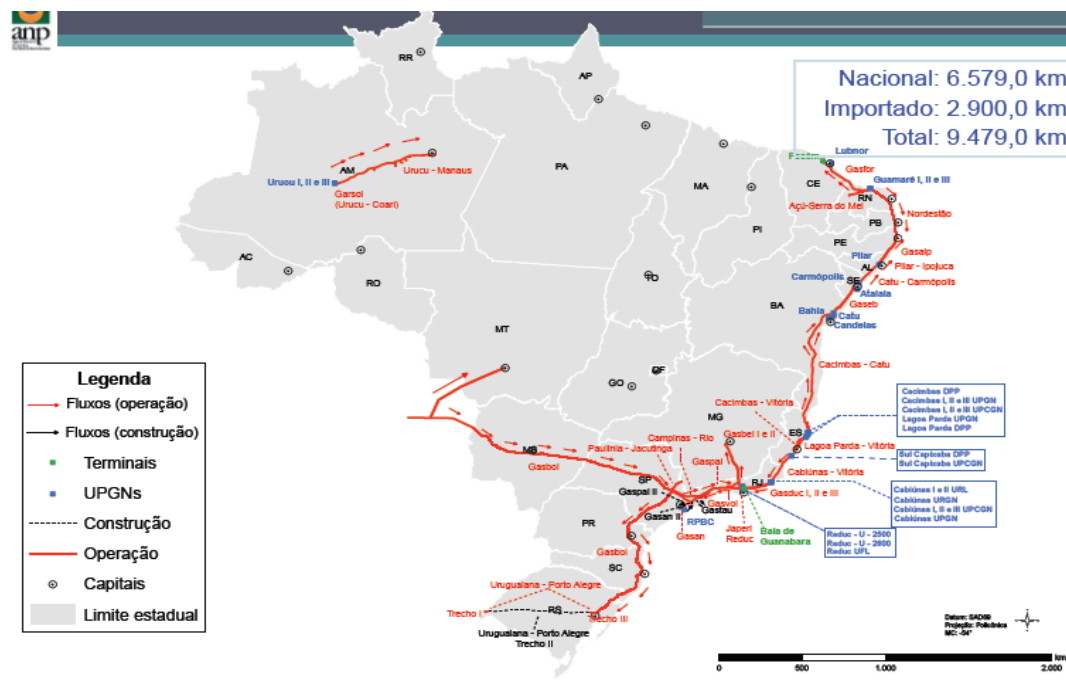 anp
Nacional: 6.579,0 km
Importado: 2.900,0 km
Total: 9.479,0 km
RR
AP
AM
PA
MA
CE
RN
PB
PE
PI
AL
SE
BA
TO
AC
RO
MT
GO
DF
MG
ES
MS
SP
RJ
PR
SC
RS
Urucu I, II e III
Urucu - Manaus
Garsol
(Urucu - Coari)
Lubnor
Gasfor
Guamaré I, II e III
Açú-Serra do Mel
Nordestão
Gasalp
Pilar
Pilar - Ipojuca
Carmópolis
Catu - Carmópolis
Atalaia
Gaseb
Bahia
Catu
Candeias
Cacimbas - Catu
Cacimbas - Vitória
Cacimbas DPP
Cacimbas I, II e III UPGN
Cacimbas I, II e III UPCGN
Lagoa Parda UPGN
Lagoa Parda DPP
Lagoa Parda - Vitória
Sul Capixaba DPP
Sul Capixaba UPCGN
Cabiúnas - Vitória
Cabiúnas I e II URL
Cabiúnas URGN
Cabiúnas I, II e III UPCGN
Cabiúnas UPGN
Gasduc I, II e III
Reduc - U - 2500
Reduc - U - 2600
Reduc UFL
Baía de
Guanabara
Japeri
Reduc
Campinas - Rio
Gasbel I e II
Paulínia - Jacutinga
Gaspal
Gasvol
Gaspal II
Gastau
Gasan II
RPBC
Gasan
Gasbol
Gasbol
Uruguaiana - Porto Alegre
Trecho I
Trecho III
Uruguaiana - Porto Alegre
Trecho II
Legenda
Fluxos (operação)
Fluxos (construção)
Terminais
UPGNs
Construção
Operação
Capitais
Limite estadual
Datum: SAD69
Projeção: Policônica
MC: -54°
km
0 500 1.000 2.000